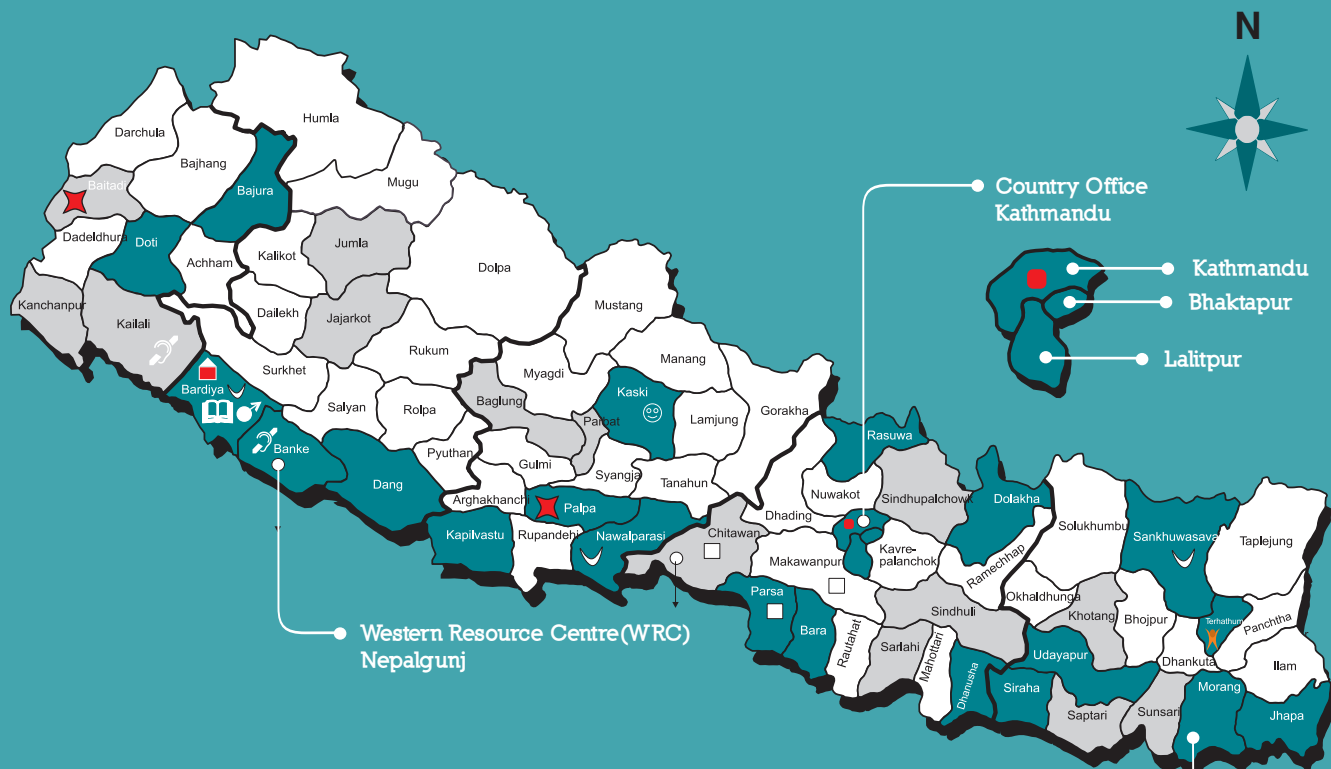 N
Country Office
Kathmandu
Kathmandu
Bhaktapur
Lalitpur
Humla
Darchula
Bajhang
Mugu
Baitadi
Bajura
Dadeldhura
Doti
Jumla
Achham
Kalikot
Dolpa
Kanchanpur
Mustang
Dailekh
Jajarkot
Kailali
Rukum
Manang
Surkhet
Myagdi
Bardiya
Kaski
Baglung
Salyan
Rolpa
Gorakha
Lamjung
Parbat
Rasuwa
Banke
Pyuthan
Gulmi
Syangja
Tanahun
Dang
Nuwakot
Sindhupalchowk
Dolakha
Arghakhanchi
Palpa
Dhading
Solukhumbu
Kapilvastu
Rupandehi
Nawalparasi
Chitawan
Sankhuwasava
Taplejung
Kavre-
palanchok
Makawanpur
Ramechhap
Parsa
Okhaldhunga
Sindhuli
Khotang
Bhojpur
Terhathum
Panchtha
Bara
Rautahat
Sarlahi
Mahottari
Udayapur
Dhankuta
Ilam
Dhanusha
Siraha
Morang
Saptari
Sunsari
Jhapa
Western Resource Centre(WRC)
Nepalgunj